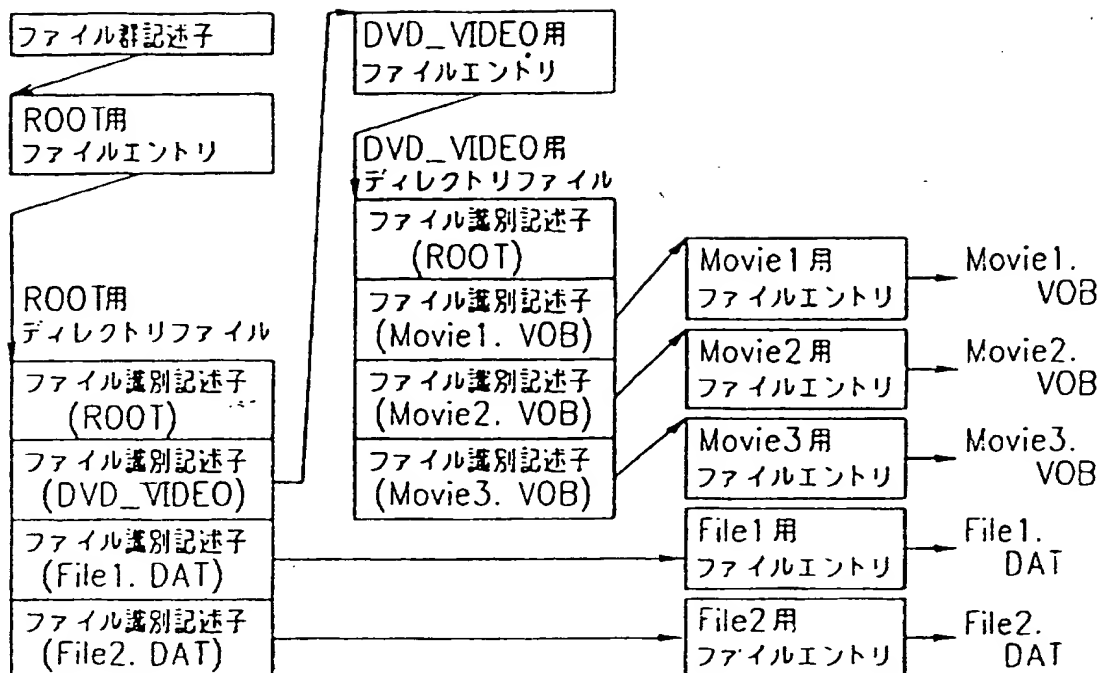 ファイル群記述子
ROOT用
ファイルエントリ
ROOT用
ディレクトリファイル
ファイル識別記述子
(ROOT)
ファイル識別記述子
(DVD_VIDEO)
ファイル識別記述子
(File1. DAT)
ファイル識別記述子
(File2. DAT)
DVD_VIDEO用
ファイルエントリ
DVD_VIDEO用
ディレクトリファイル
ファイル識別記述子
(ROOT)
ファイル識別記述子
(Movie1. VOB)
ファイル識別記述子
(Movie2. VOB)
ファイル識別記述子
(Movie3. VOB)
Movie1用
ファイルエントリ
Movie1.
VOB
Movie2用
ファイルエントリ
Movie2.
VOB
Movie3用
ファイルエントリ
Movie3.
VOB
File1用
ファイルエントリ
File1.
DAT
File2用
ファイルエントリ
File2.
DAT